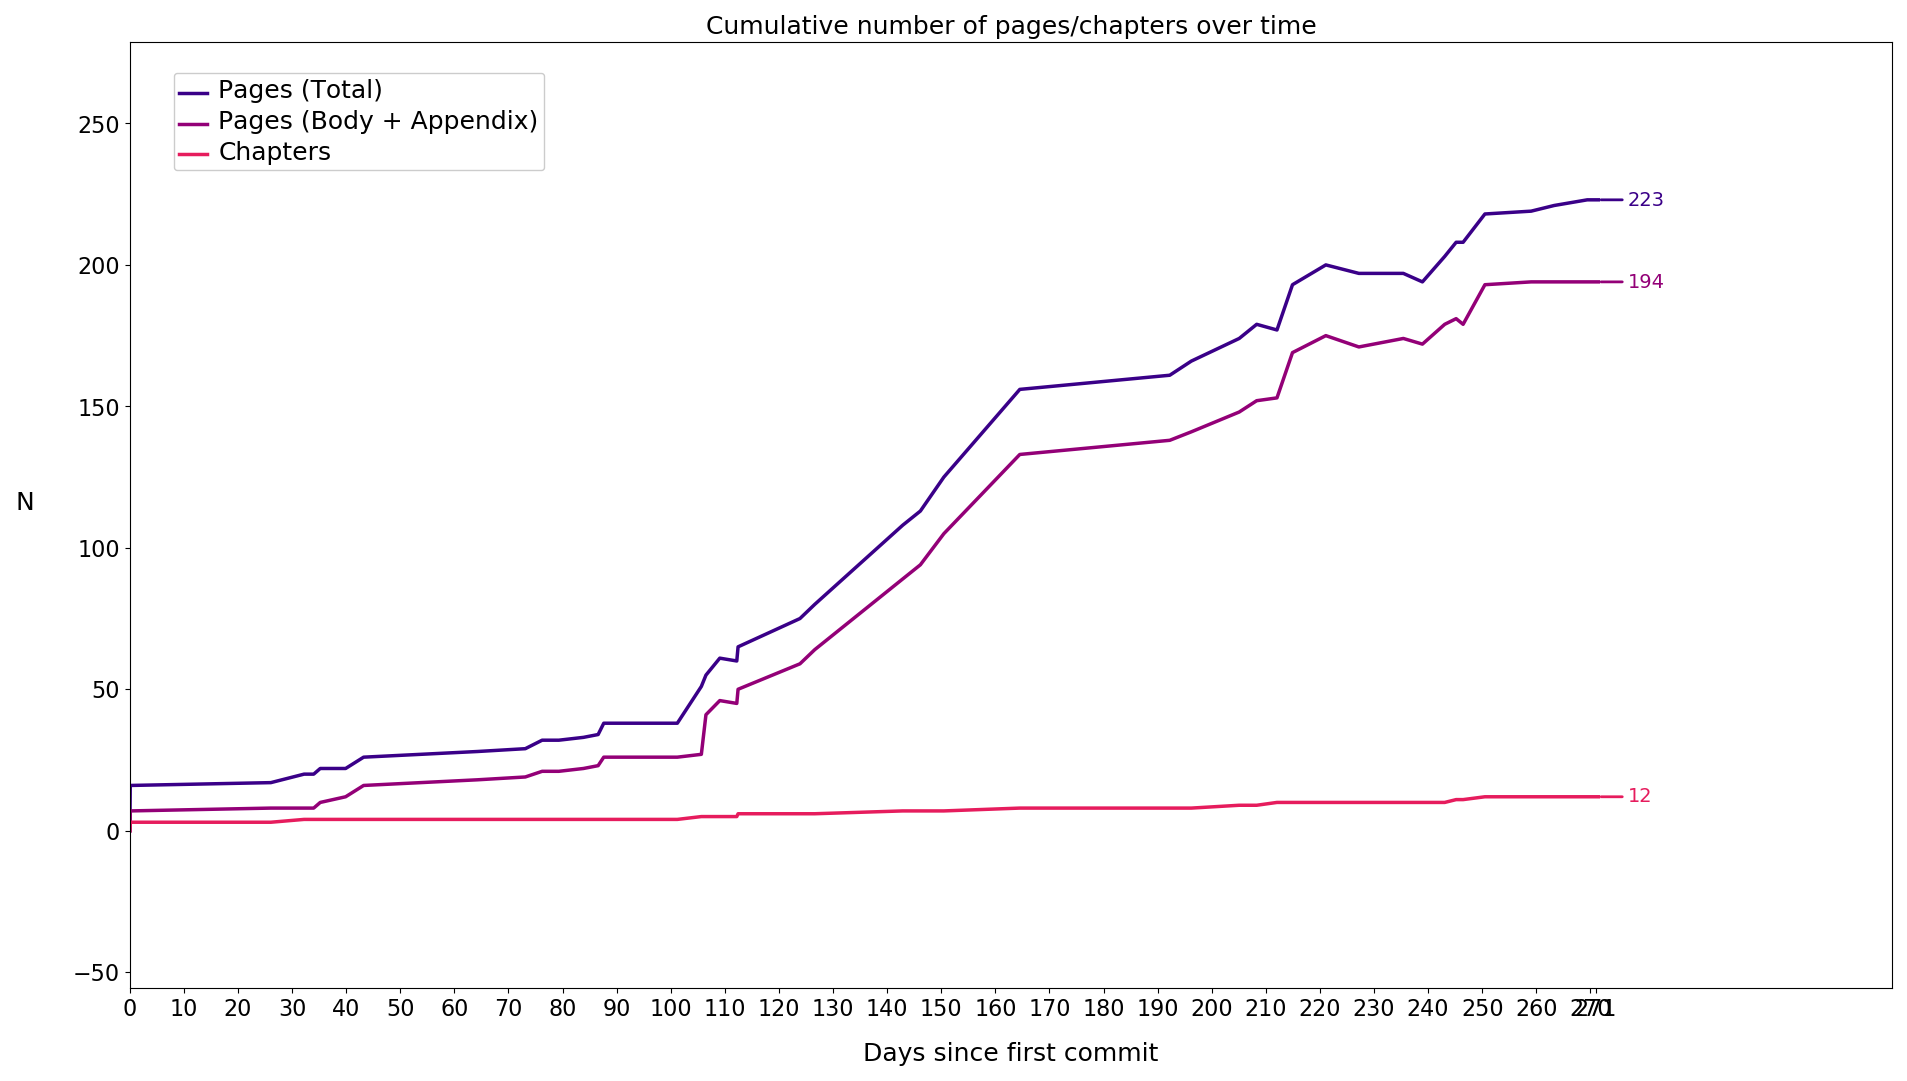 Cumulative number of pages/chapters over time
Pages (Total)
Pages (Body + Appendix)
Chapters
250
200
150
100
50
0
−50
N
223
194
12
0 10 20 30 40 50 60 70 80 90 100 110 120 130 140 150 160 170 180 190 200 210 220 230 240 250 260 270 271
Days since first commit